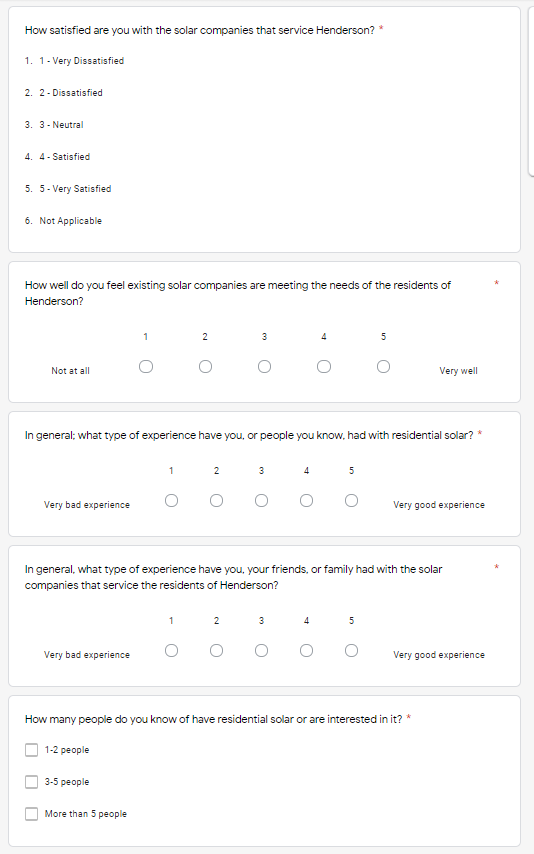 How satisfied are you with the solar companies that service Henderson? *
1. 1 - Very Dissatisfied
2. 2 - Dissatisfied
3. 3 - Neutral
4. 4 - Satisfied
5. 5 - Very Satisfied
6. Not Applicable
How well do you feel existing solar companies are meeting the needs of the residents of *
Henderson?
1 2 3 4 5
Not at all Very well
In general; what type of experience have you, or people you know, had with residential solar? *
1 2 3 4 5
Very bad experience Very good experience
In general, what type of experience have you, your friends, or family had with the solar *
companies that service the residents of Henderson?
1 2 3 4 5
Very bad experience Very good experience
How many people do you know of have residential solar or are interested in it? *
1-2 people
3-5 people
More than 5 people